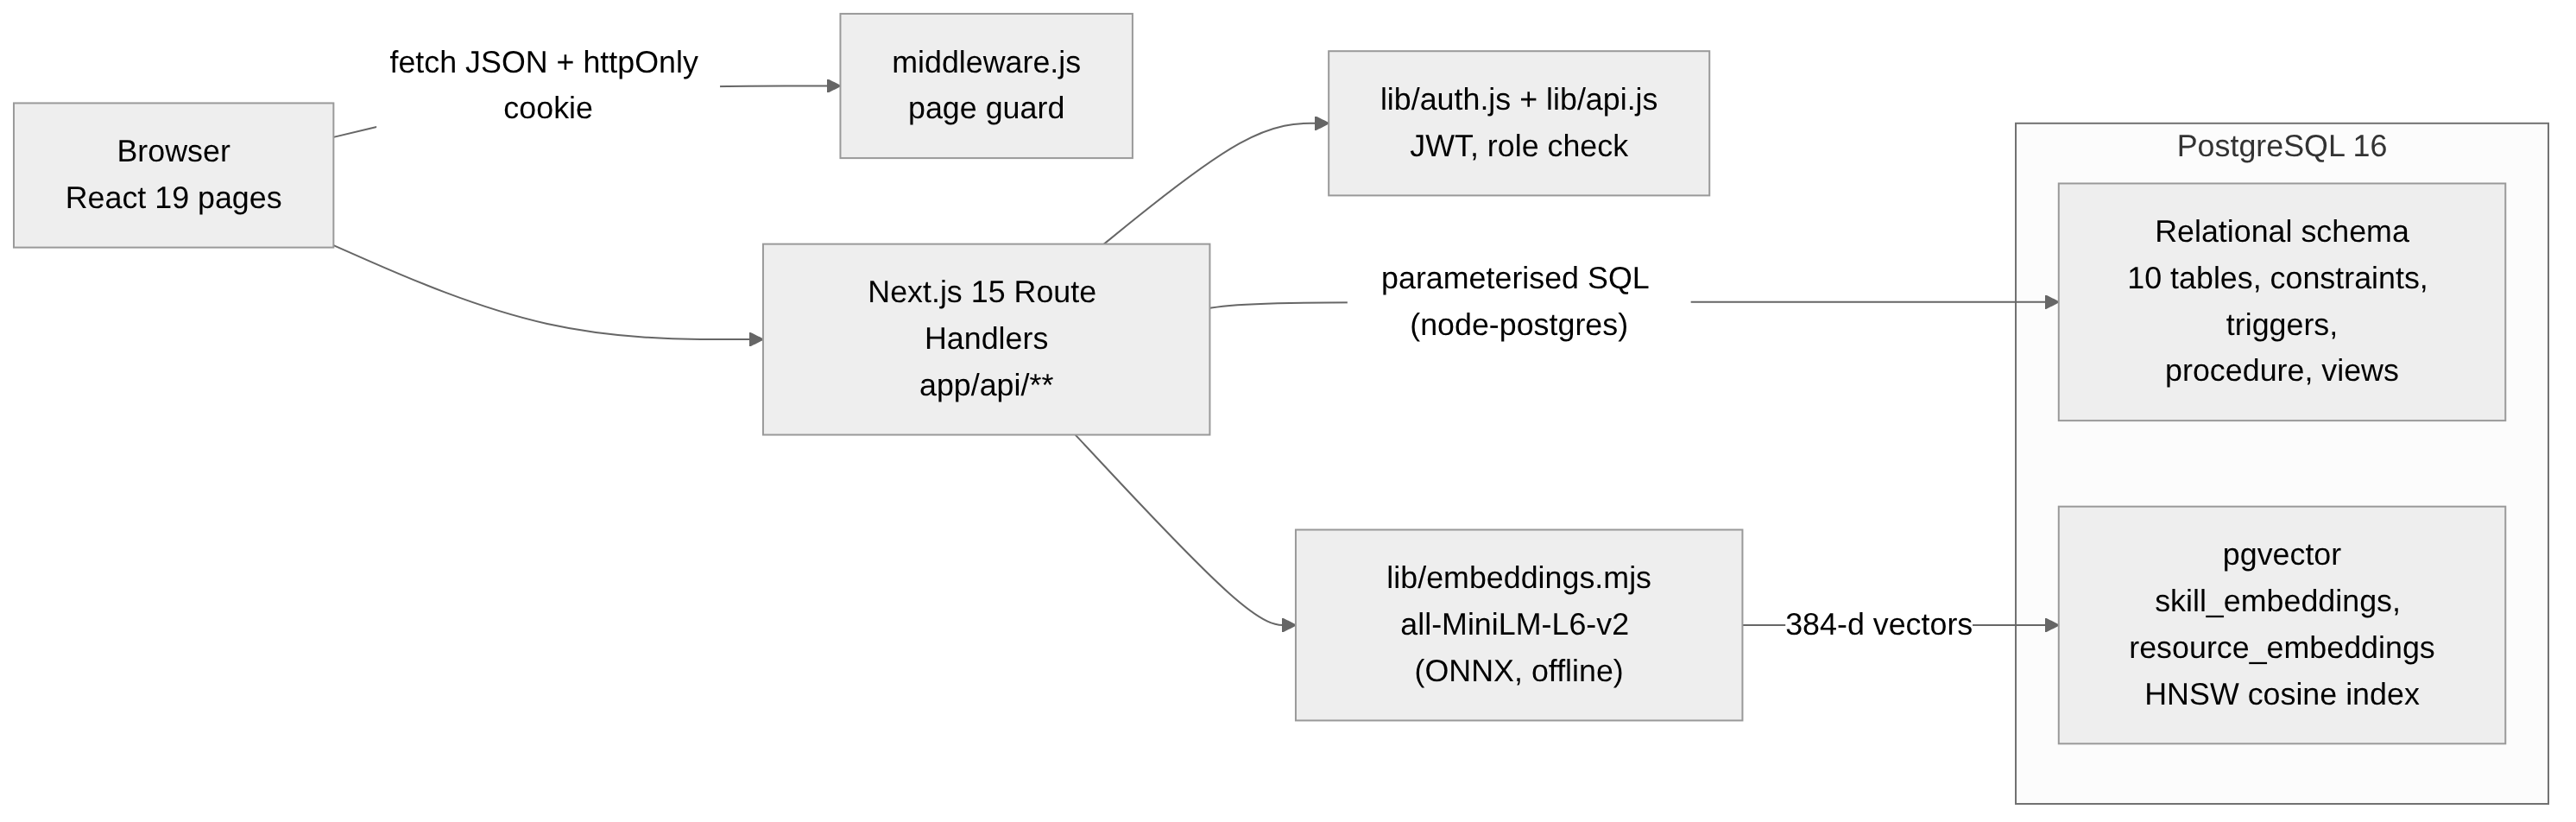 Browser
React 19 pages
fetch JSON + httpOnly
cookie
middleware.js
page guard
Next.js 15 Route
Handlers
app/api/**
lib/auth.js + lib/api.js
JWT, role check
parameterised SQL
(node-postgres)
lib/embeddings.mjs
all-MiniLM-L6-v2
(ONNX, offline)
384-d vectors
PostgreSQL 16
Relational schema
10 tables, constraints,
triggers,
procedure, views
pgvector
skill_embeddings,
resource_embeddings
HNSW cosine index